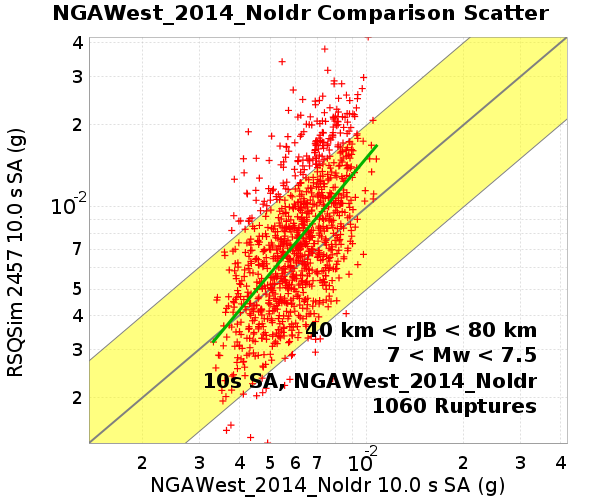 NGAWest_2014_NoIdr Comparison Scatter
4
3
2
10-2
7
5
4
3
2
RSQSim 2457 10.0 s SA (g)
40 km < rJB < 80 km
7 < Mw < 7.5
10s SA, NGAWest_2014_NoIdr
1060 Ruptures
2 3 4 5 6 7 10-2 2 3 4
NGAWest_2014_NoIdr 10.0 s SA (g)